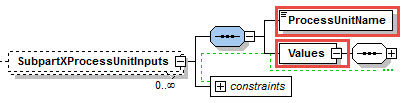 ProcessUnitName
Values
SubpartXProcessUnitInputs
0..∞
constraints